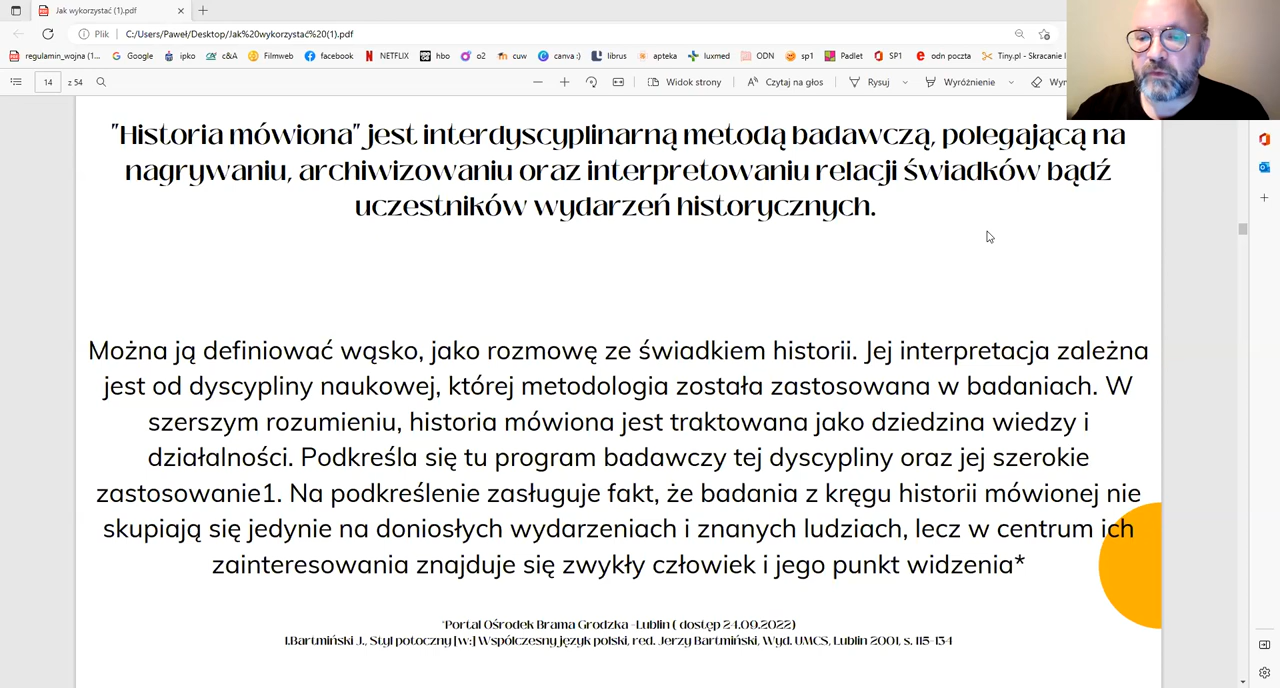 Jak wykorzystać (1).pdf
Plik
C:/Users/Paweł/Desktop/Jak%20wykorzystać%20(1).pdf
regulamin_wojna (1...
Google
ipko
c&A
Filmweb
facebook
NETFLIX
hbo
o2
cuw
canva :)
librus
apteka
luxmed
ODN
sp1
Padlet
SP1
odn poczta
Tiny.pl - Skracanie l
14 z 54
Widok strony
Czytaj na głos
Rysuj
Wyróżnienie
"Historia mówiona" jest interdyscyplinarną metodą badawczą, polegającą na
nagrywaniu, archiwizowaniu oraz interpretowaniu relacji świadków bądź
uczestników wydarzeń historycznych.
Można ją definiować wąsko, jako rozmowę ze świadkiem historii. Jej interpretacja zależna
jest od dyscypliny naukowej, której metodologia została zastosowana w badaniach. W
szerszym rozumieniu, historia mówiona jest traktowana jako dziedzina wiedzy i
działalności. Podkreśla się tu program badawczy tej dyscypliny oraz jej szerokie
zastosowanie1. Na podkreślenie zasługuje fakt, że badania z kręgu historii mówionej nie
skupiają się jedynie na doniosłych wydarzeniach i znanych ludziach, lecz w centrum ich
zainteresowania znajduje się zwykły człowiek i jego punkt widzenia*
*Portal Ośrodek Brama Grodzka -Lublin ( dostęp 24.09.2022)
1.Bartmiński J., Styl potoczny [w:] Współczesny język polski, red. Jerzy Bartmiński, Wyd. UMCS, Lublin 2001, s. 115-134